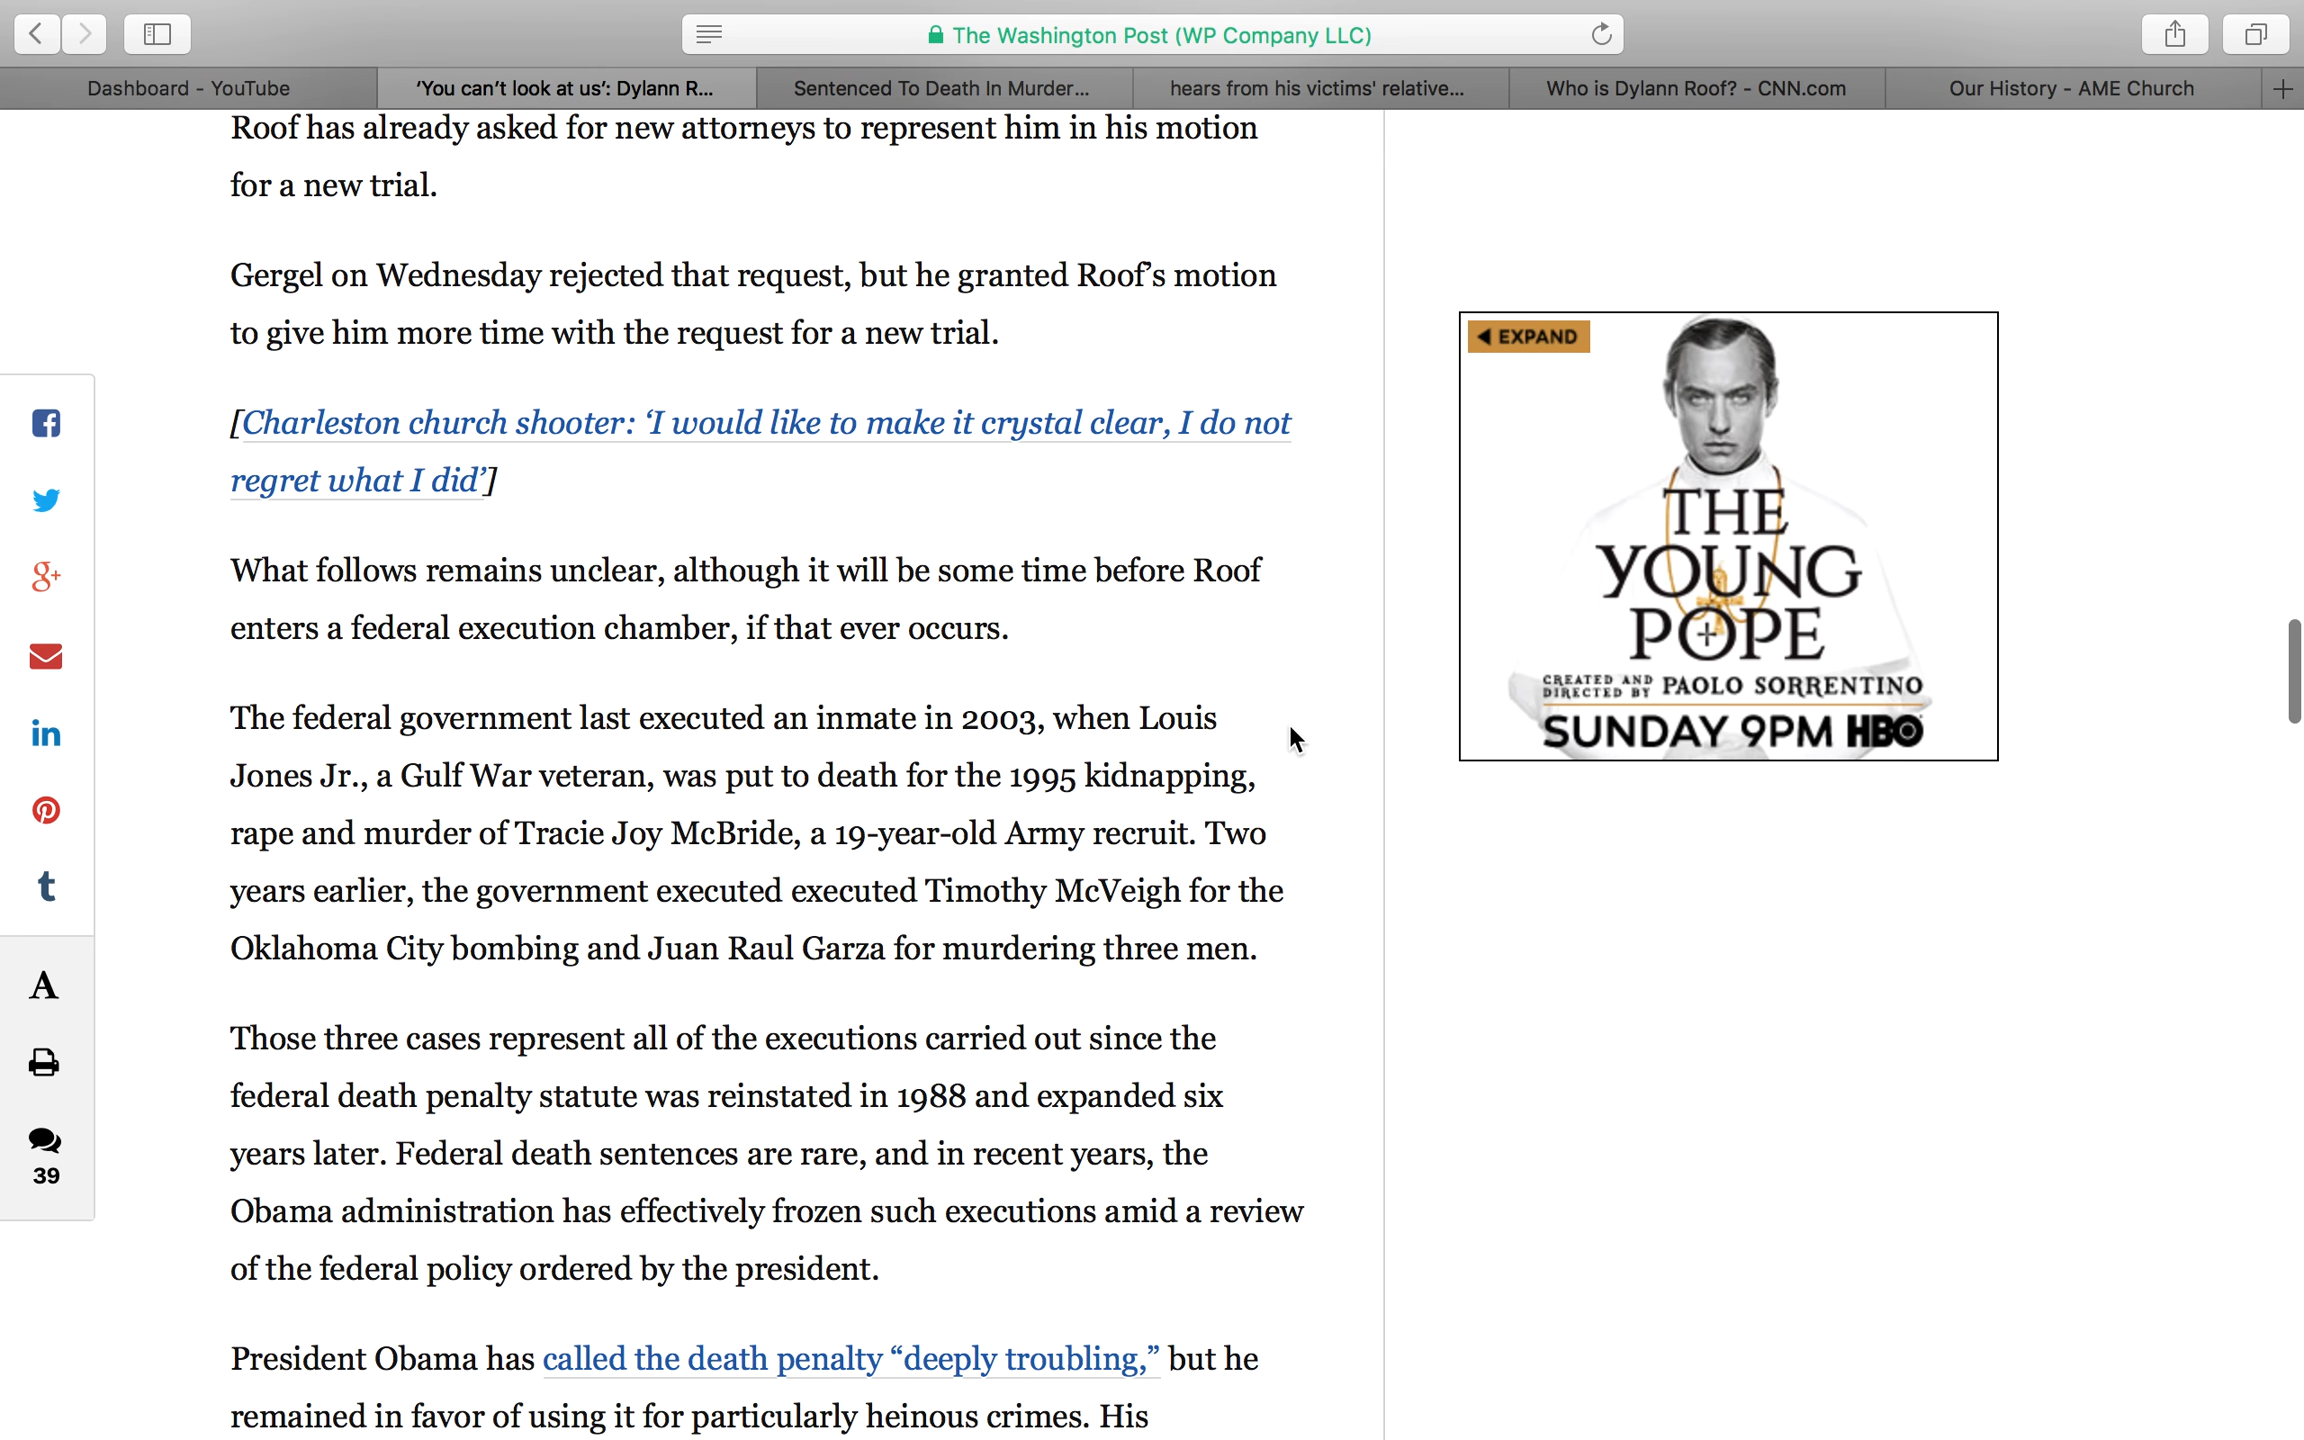 The Washington Post (WP Company LLC)
Dashboard - YouTube
‘You can’t look at us’: Dylann R...
Sentenced To Death In Murder...
hears from his victims' relative...
Who is Dylann Roof? - CNN.com
Our History - AME Church
Roof has already asked for new attorneys to represent him in his motion
for a new trial.
Gergel on Wednesday rejected that request, but he granted Roof’s motion
to give him more time with the request for a new trial.
[Charleston church shooter: ‘I would like to make it crystal clear, I do not
regret what I did’]
What follows remains unclear, although it will be some time before Roof
enters a federal execution chamber, if that ever occurs.
The federal government last executed an inmate in 2003, when Louis
Jones Jr., a Gulf War veteran, was put to death for the 1995 kidnapping,
rape and murder of Tracie Joy McBride, a 19-year-old Army recruit. Two
years earlier, the government executed executed Timothy McVeigh for the
Oklahoma City bombing and Juan Raul Garza for murdering three men.
Those three cases represent all of the executions carried out since the
federal death penalty statute was reinstated in 1988 and expanded six
years later. Federal death sentences are rare, and in recent years, the
Obama administration has effectively frozen such executions amid a review
of the federal policy ordered by the president.
President Obama has called the death penalty “deeply troubling,” but he
remained in favor of using it for particularly heinous crimes. His
g+
in
t
A
39
EXPAND
THE
YOUNG
POPE
CREATED AND
DIRECTED BY PAOLO SORRENTINO
SUNDAY 9PM HBO